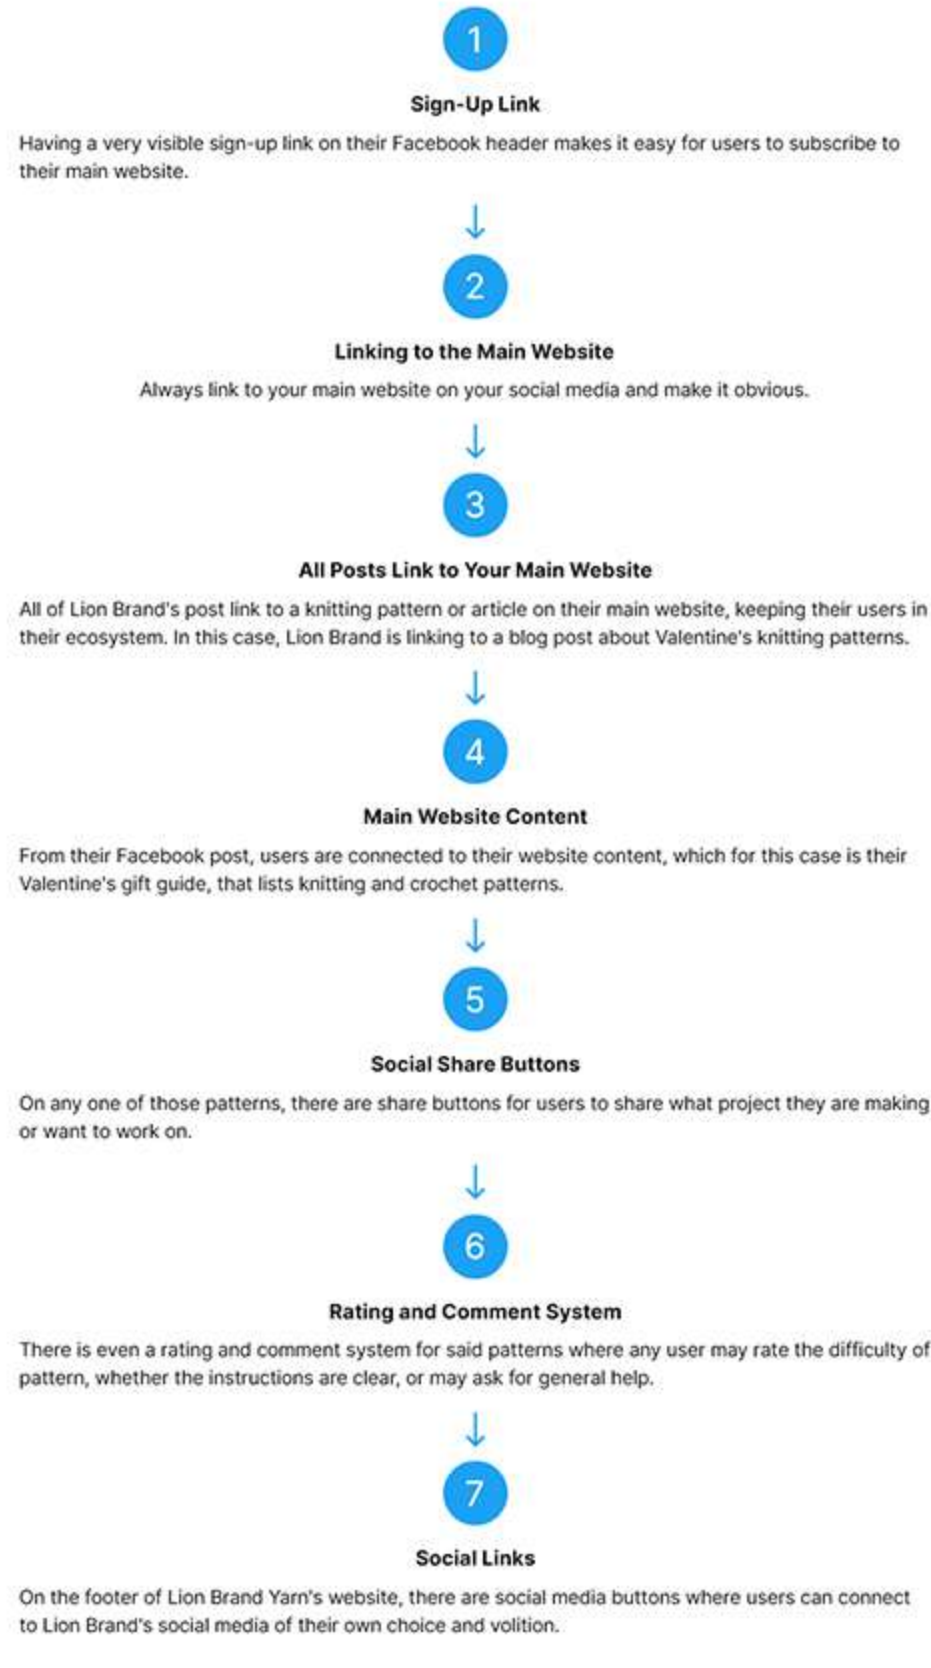 1
Sign-Up Link
Having a very visible sign-up link on their Facebook header makes it easy for users to subscribe to
their main website.
2
Linking to the Main Website
Always link to your main website on your social media and make it obvious.
3
All Posts Link to Your Main Website
All of Lion Brand's post link to a knitting pattern or article on their main website, keeping their users in
their ecosystem. In this case, Lion Brand is linking to a blog post about Valentine's knitting patterns.
4
Main Website Content
From their Facebook post, users are connected to their website content, which for this case is their
Valentine's gift guide, that lists knitting and crochet patterns.
5
Social Share Buttons
On any one of those patterns, there are share buttons for users to share what project they are making
or want to work on.
6
Rating and Comment System
There is even a rating and comment system for said patterns where any user may rate the difficulty of
pattern, whether the instructions are clear, or may ask for general help.
7
Social Links
On the footer of Lion Brand Yarn's website, there are social media buttons where users can connect
to Lion Brand's social media of their own choice and volition.